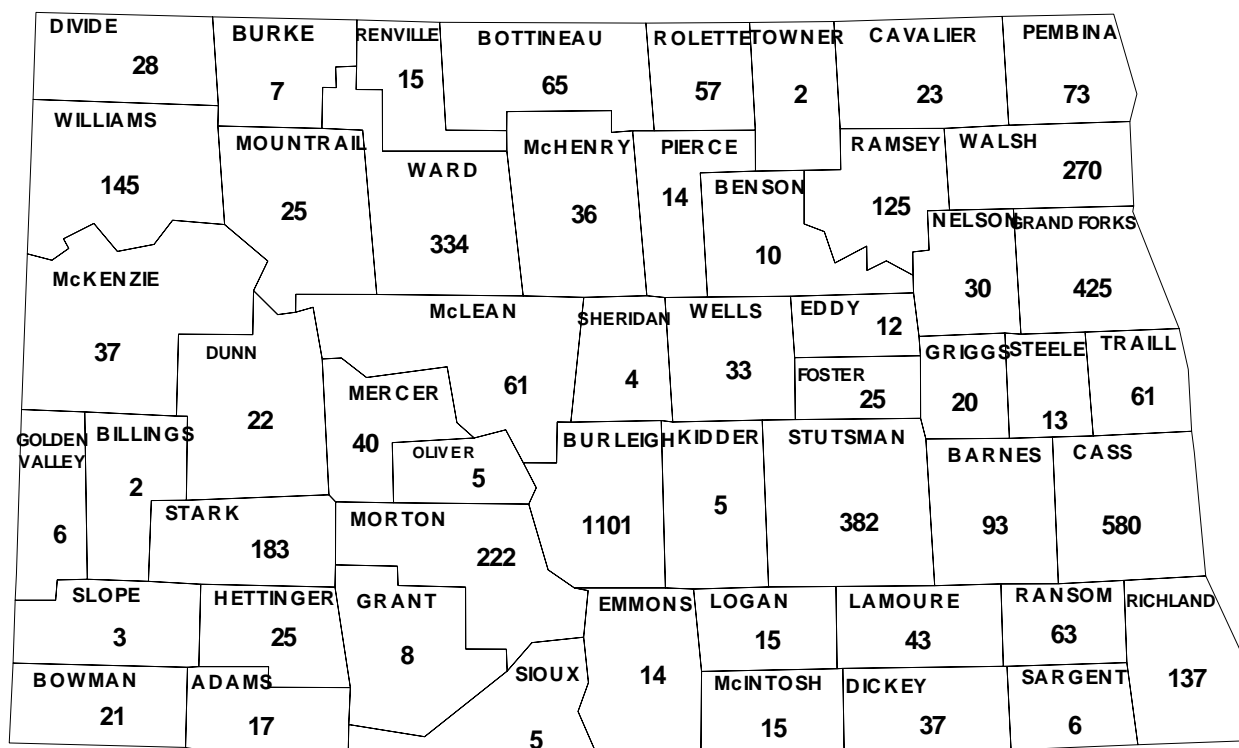 DIVIDE
28
BURKE
7
RENVILLE
15
BOTTINEAU
65
ROLETTE
57
TOWNER
2
CAVALIER
23
PEMBINA
73
WILLIAMS
145
MOUNTRAIL
25
WARD
334
McHENRY
36
PIERCE
14
BENSON
10
RAMSEY
125
WALSH
270
NELSON
30
GRAND FORKS
425
McKENZIE
37
DUNN
22
McLEAN
61
MERCER
40
OLIVER
5
SHERIDAN
4
WELLS
33
EDDY
12
FOSTER
25
GRIGGS
20
STEELE
13
TRAILL
61
GOLDEN
VALLEY
6
BILLINGS
2
STARK
183
MORTON
222
BURLEIGH
1101
KIDDER
5
STUTSMAN
382
BARNES
93
CASS
580
SLOPE
3
HETTINGER
25
GRANT
8
SIOUX
5
EMMONS
14
LOGAN
15
LAMOURE
43
RANSOM
63
RICHLAND
137
BOWMAN
21
ADAMS
17
McINTOSH
15
DICKEY
37
SARGENT
6